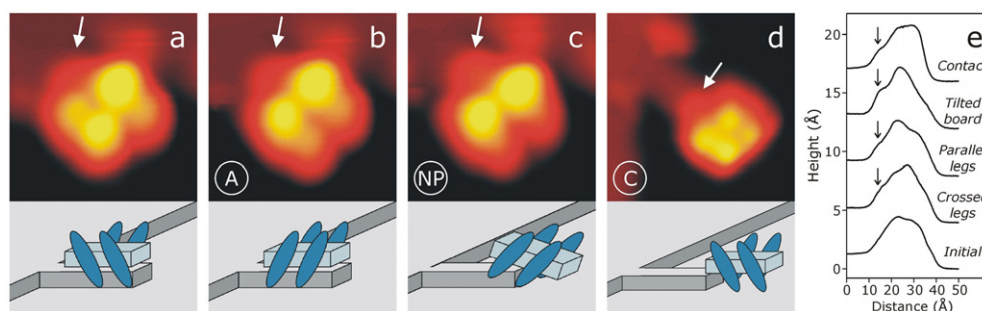 a
b
c
d
e
A
NP
C
Height (Å)
20
15
10
5
0
Contact
Tilted
board
Parallel
legs
Crossed
legs
Initial
0 10 20 30 40 50
Distance (Å)